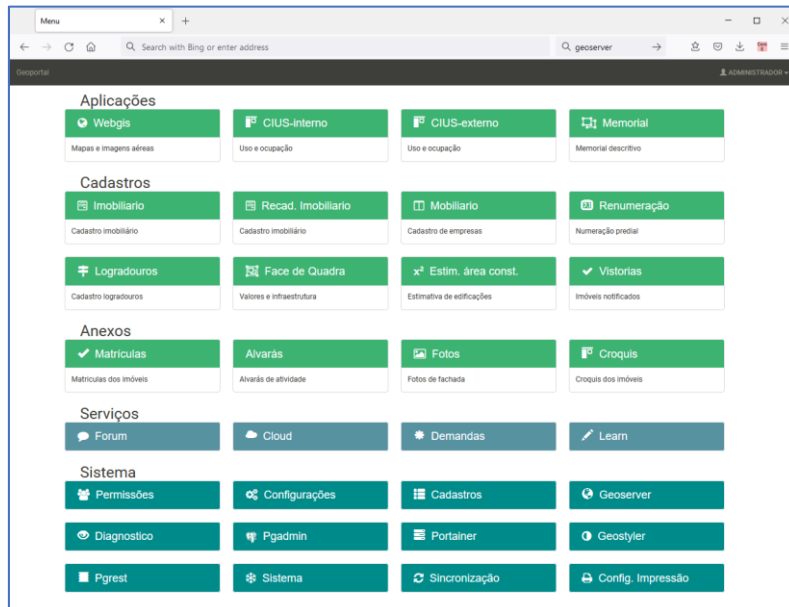 Menu
Search with Bing or enter address
geoserver
Geoportal
ADMINISTRADOR
Aplicações
Webgis
CIUS-interno
CIUS-externo
Memorial
Mapas e imagens aéreas
Uso e ocupação
Uso e ocupação
Memorial descritivo
Cadastros
Imobiliario
Recad. Imobiliario
Mobiliario
Renumeração
Cadastro imobiliário
Cadastro imobiliário
Cadastro de empresas
Numeração predial
Logradouros
Face de Quadra
x² Estim. área const.
Vistorias
Cadastro logradouros
Valores e infraestrutura
Estimativa de edificações
Imóveis notificados
Anexos
Matriculas
Alvarás
Fotos
Croquis
Matriculas dos imóveis
Alvarás de atividade
Fotos de fachada
Croquis dos imóveis
Serviços
Forum
Cloud
Demandas
Learn
Sistema
Permissões
Configurações
Cadastros
Geoserver
Diagnostico
Pgadmin
Portainer
Geostyler
Pgrest
Sistema
Sincronização
Config. Impressão